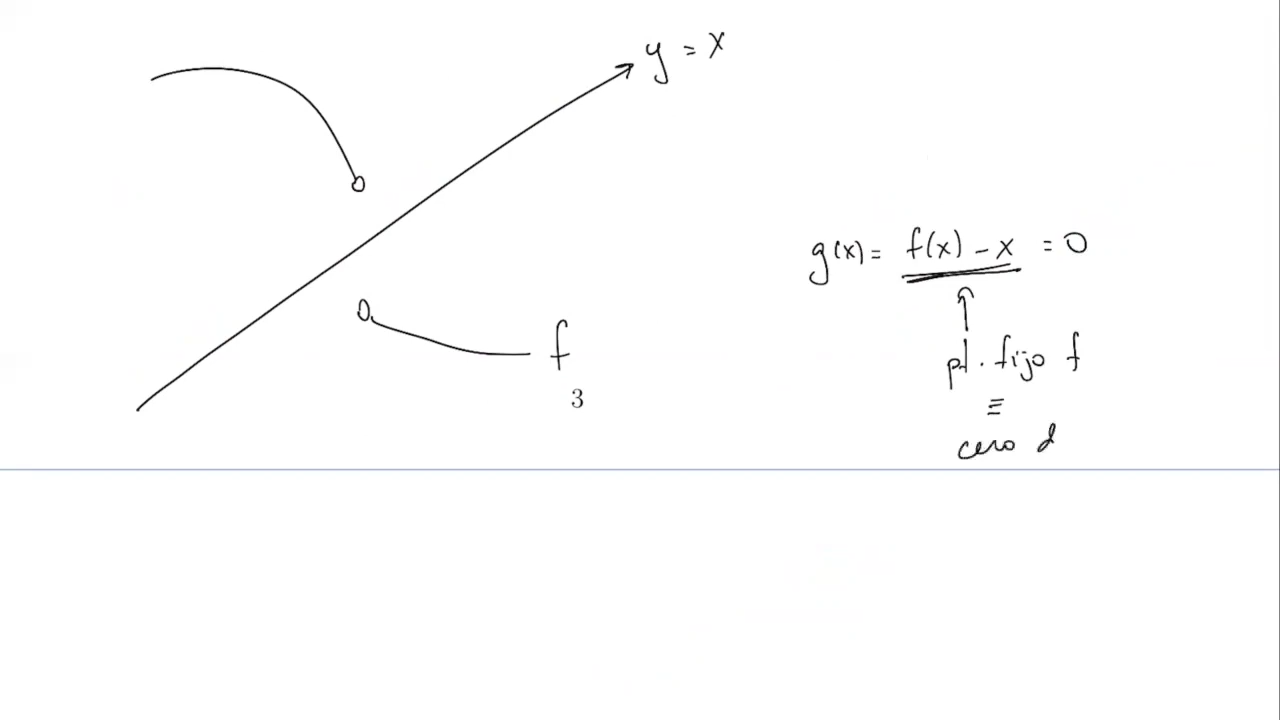 y = x
g(x) = f(x) - x = 0
pt. fijo f
≡
cero d
f
3